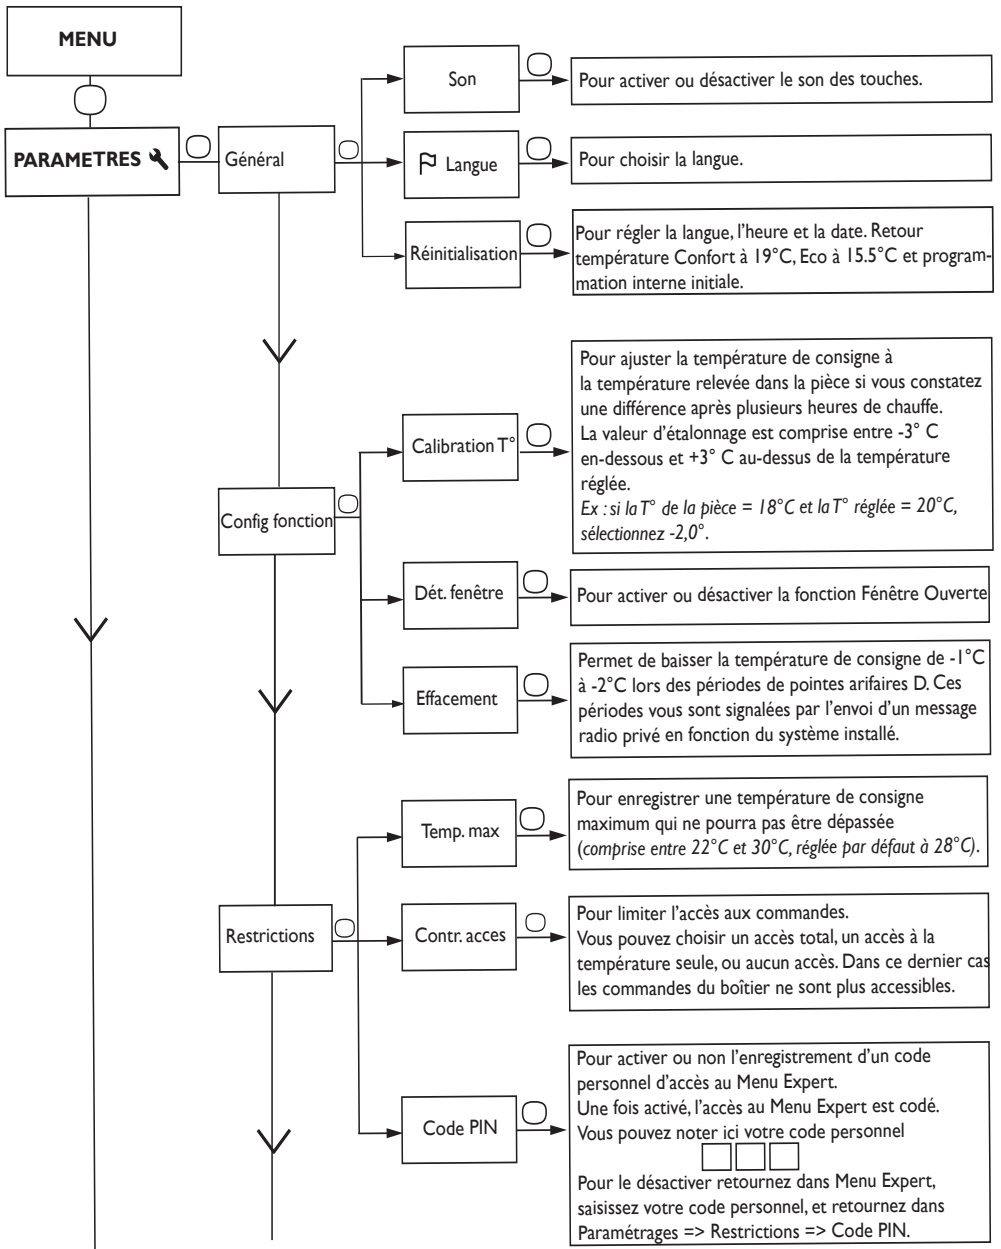 MENU
PARAMETRES
Général
Son
Pour activer ou désactiver le son des touches.
Langue
Pour choisir la langue.
Réinitialisation
Pour régler la langue, l'heure et la date. Retour
température Confort à 19°C, Eco à 15.5°C et program-
mation interne initiale.
Config fonction
Calibration T°
Pour ajuster la température de consigne à
la température relevée dans la pièce si vous constatez
une différence après plusieurs heures de chauffe.
La valeur d'étalonnage est comprise entre -3° C
en-dessous et +3° C au-dessus de la température
réglée.
Ex : si la T° de la pièce = 18°C et la T° réglée = 20°C,
sélectionnez -2,0°.
Dét. fenêtre
Pour activer ou désactiver la fonction Fénêtre Ouverte
Effacement
Permet de baisser la température de consigne de -1°C
à -2°C lors des périodes de pointes arifaires D. Ces
périodes vous sont signalées par l'envoi d'un message
radio privé en fonction du système installé.
Restrictions
Temp. max
Pour enregistrer une température de consigne
maximum qui ne pourra pas être dépassée
(comprise entre 22°C et 30°C, réglée par défaut à 28°C).
Contr. acces
Pour limiter l'accès aux commandes.
Vous pouvez choisir un accès total, un accès à la
température seule, ou aucun accès. Dans ce dernier cas
les commandes du boîtier ne sont plus accessibles.
Code PIN
Pour activer ou non l'enregistrement d'un code
personnel d'accès au Menu Expert.
Une fois activé, l'accès au Menu Expert est codé.
Vous pouvez noter ici votre code personnel
Pour le désactiver retournez dans Menu Expert,
saisissez votre code personnel, et retournez dans
Paramétrages => Restrictions => Code PIN.